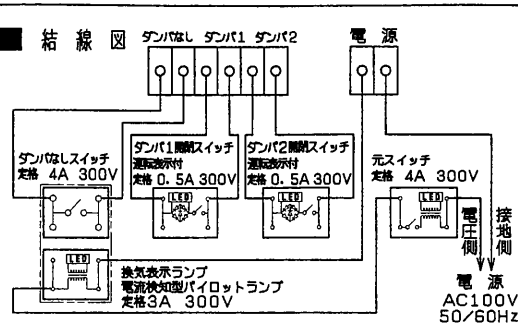 ■ 結線図
ダンパなし ダンパ1 ダンパ2
電源
ダンパなしスイッチ
定格 4A 300V
ダンパ1開閉スイッチ
運転表示付
定格 0.5A 300V
LED
ダンパ2開閉スイッチ
運転表示付
定格 0.5A 300V
LED
元スイッチ
定格 4A 300V
LED
換気表示ランプ
電流検知型パイロットランプ
定格3A 300V
電圧側
接地側
電源
AC100V
50/60Hz